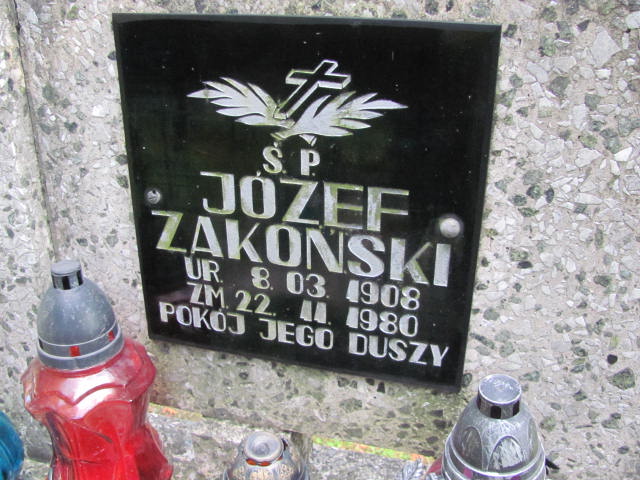 Ś. P.
JÓZEF
ZAKOŃSKI
UR. 8. 03. 1908
ZM. 22. 11. 1980
POKÓJ JEGO DUSZY